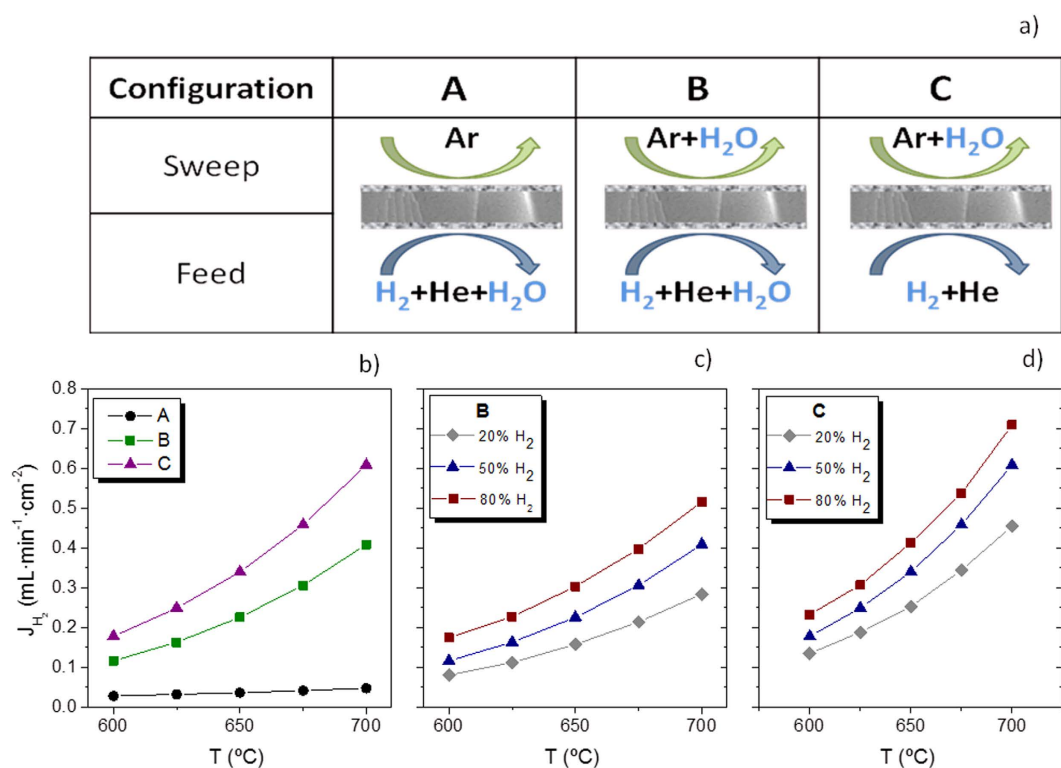 a)
Configuration A B C
Sweep Ar Ar+H₂O Ar+H₂O
Feed H₂+He+H₂O H₂+He+H₂O H₂+He
b) c) d)
J_H₂ (mL·min⁻¹·cm⁻²)
0.8
0.7
0.6
0.5
0.4
0.3
0.2
0.1
0.0
A
B
C
600 650 700
T (ºC)
B
20% H₂
50% H₂
80% H₂
600 650 700
T (ºC)
C
20% H₂
50% H₂
80% H₂
600 650 700
T (ºC)